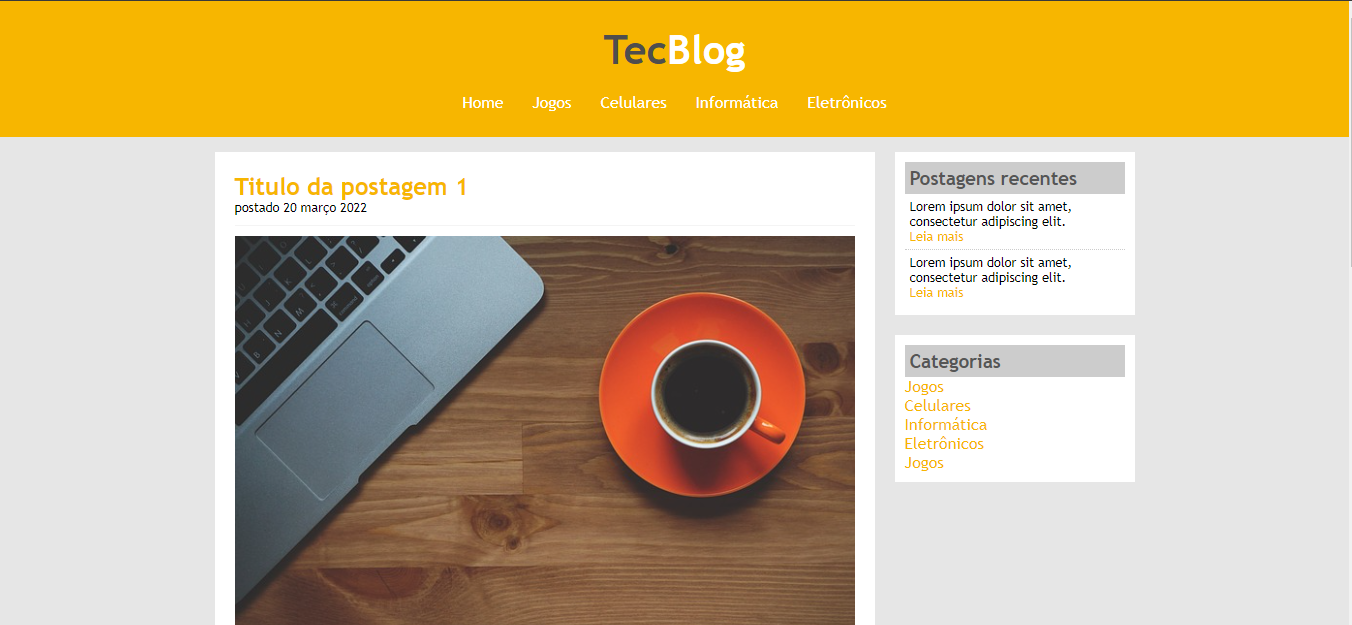 TecBlog
Home Jogos Celulares Informática Eletrônicos
Titulo da postagem 1
postado 20 março 2022
Postagens recentes
Lorem ipsum dolor sit amet,
consectetur adipiscing elit.
Leia mais
Lorem ipsum dolor sit amet,
consectetur adipiscing elit.
Leia mais
Categorias
Jogos
Celulares
Informática
Eletrônicos
Jogos